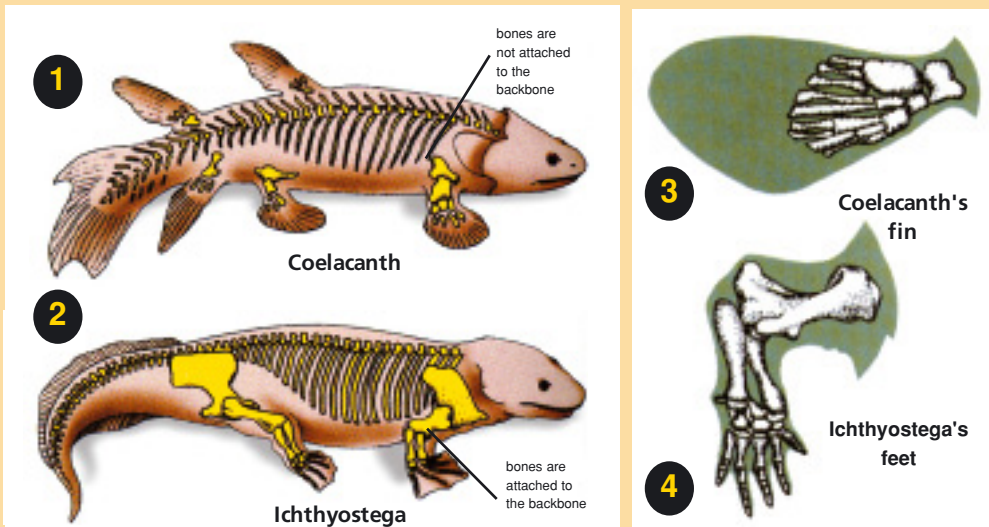 1
bones are
not attached
to the
backbone
Coelacanth
2
bones are
attached to
the backbone
Ichthyostega
3
Coelacanth's
fin
4
Ichthyostega's
feet